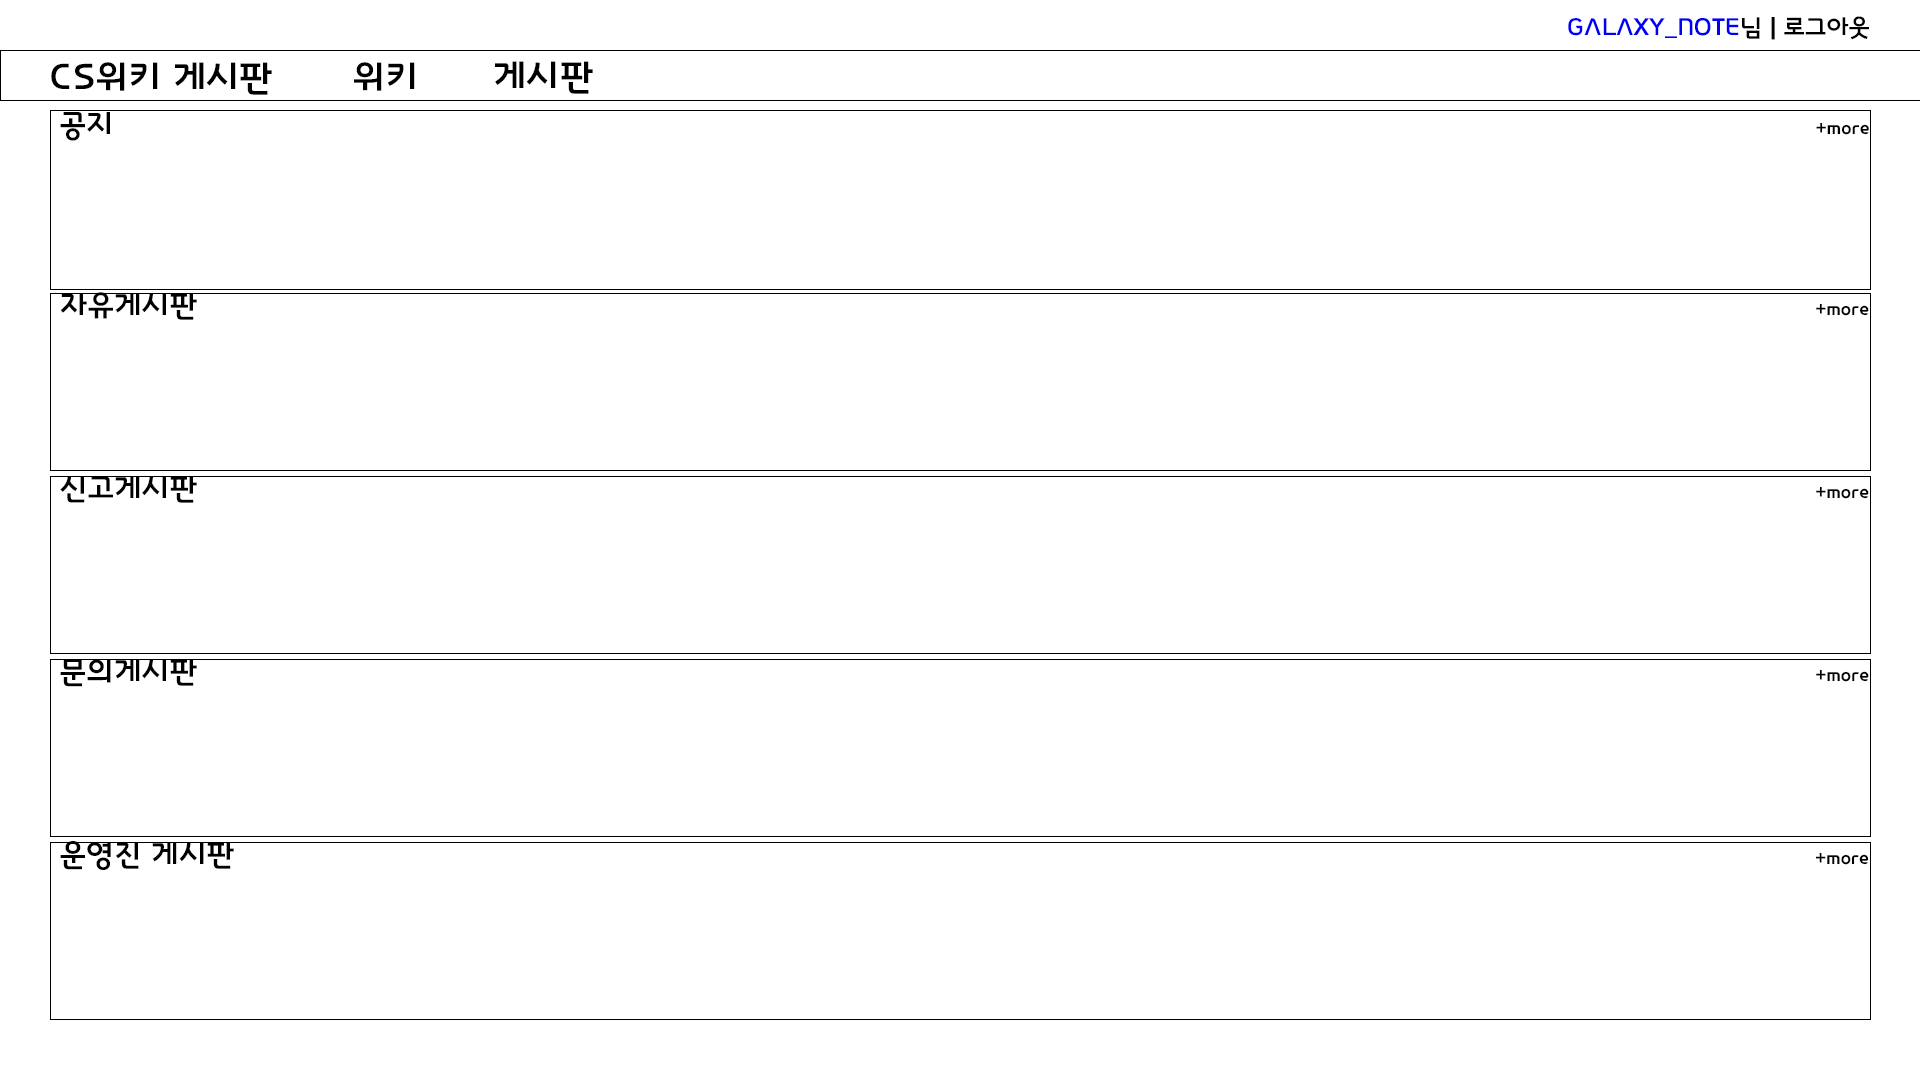 GALAXY_NOTE님 | 로그아웃
CS위키 게시판 위키 게시판
공지 +more
자유게시판 +more
신고게시판 +more
문의게시판 +more
운영진 게시판 +more